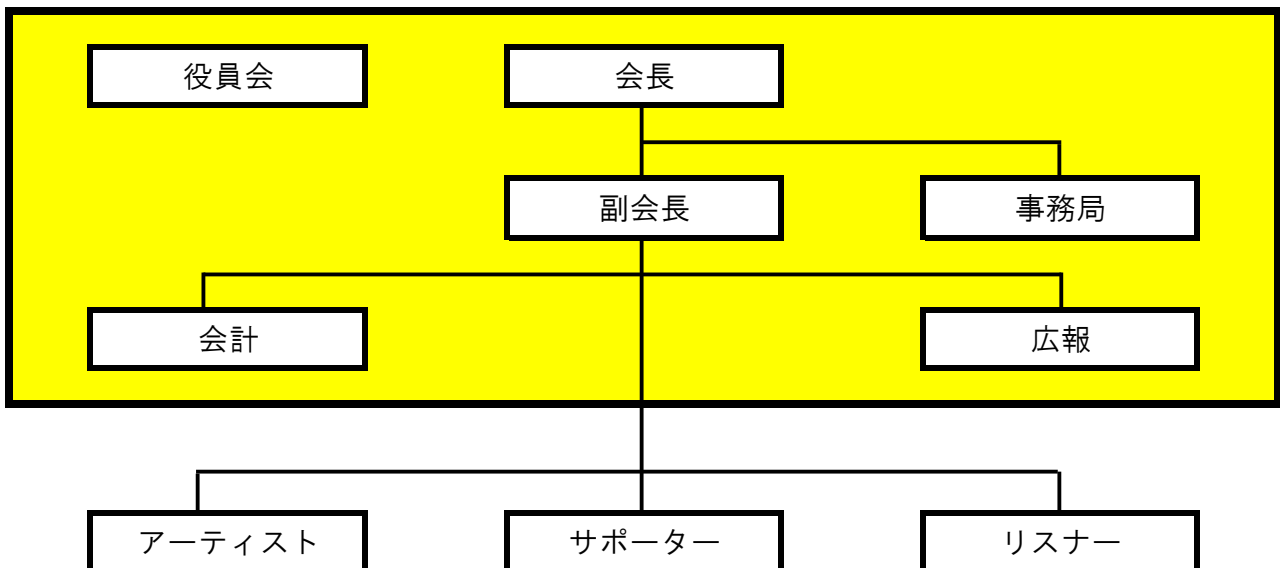 役員会
会長
副会長
事務局
会計
広報
アーティスト
サポーター
リスナー